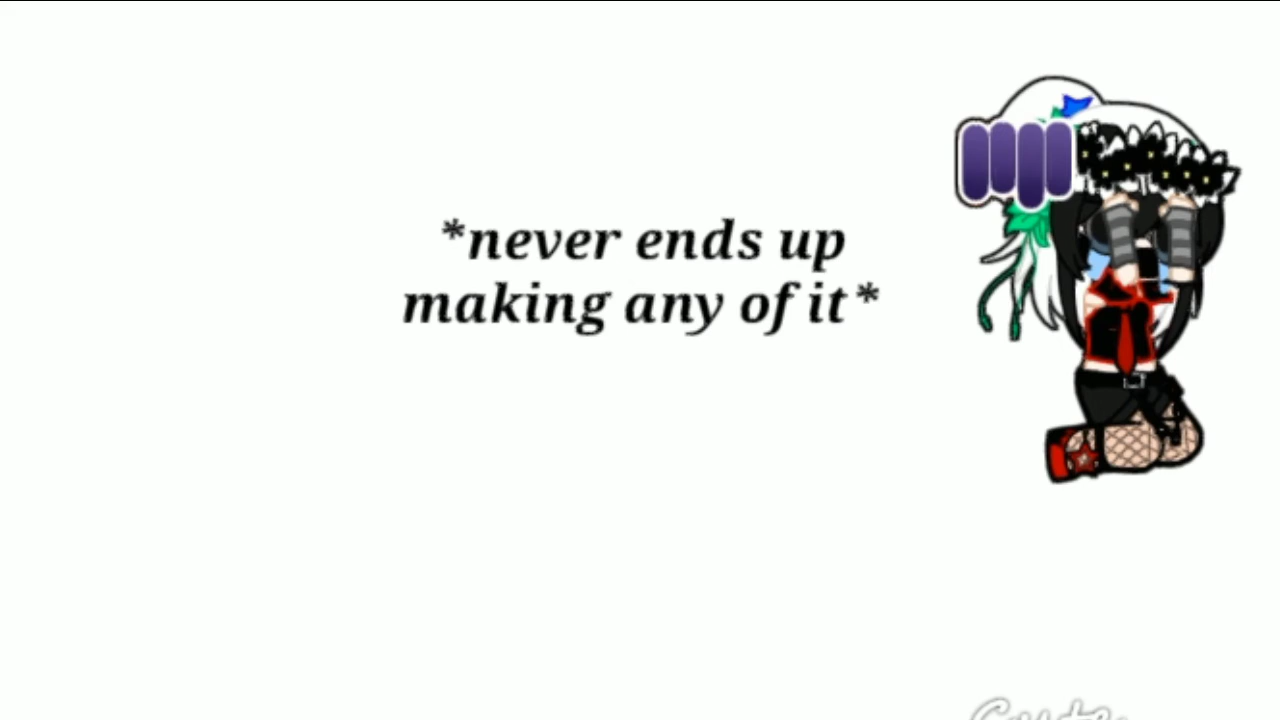 *never ends up
making any of it*